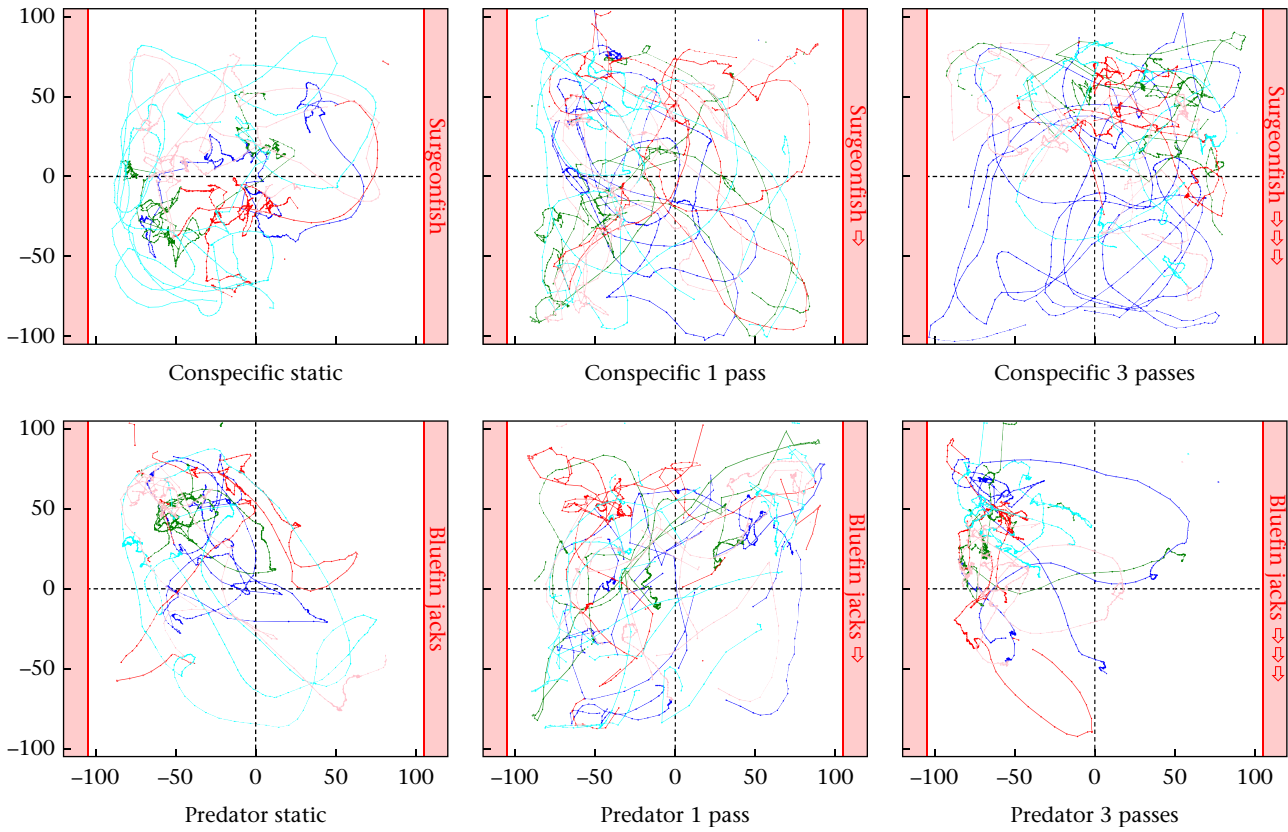 100
50
0
–50
–100
Surgeonfish
Surgeonfish ⇨
Surgeonfish ⇨ ⇨ ⇨
Conspecific static
Conspecific 1 pass
Conspecific 3 passes
100
50
0
–50
–100
Bluefin jacks
Bluefin jacks ⇨
Bluefin jacks ⇨ ⇨ ⇨
–100 –50 0 50 100
–100 –50 0 50 100
–100 –50 0 50 100
Predator static
Predator 1 pass
Predator 3 passes